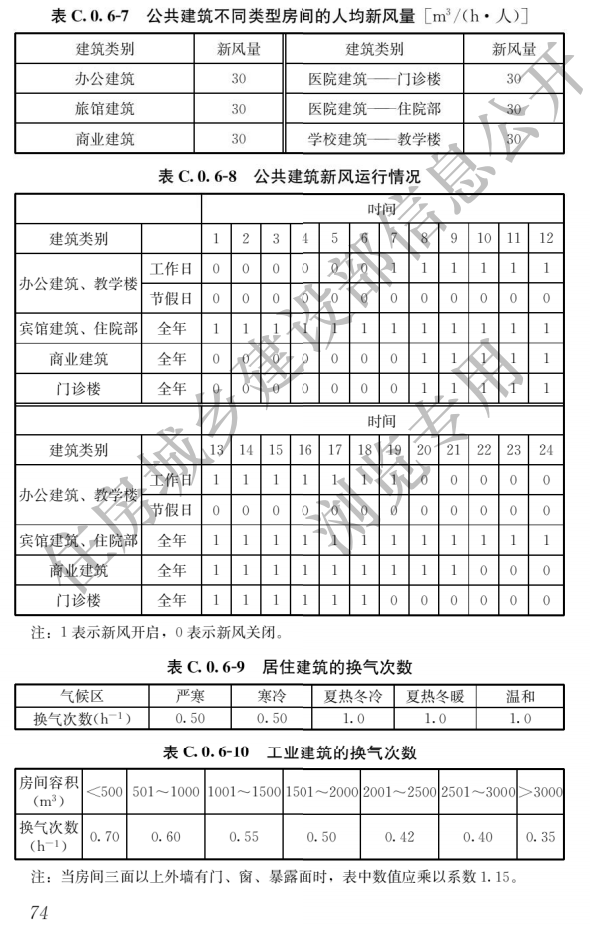 表 C.0.6-7 公共建筑不同类型房间的人均新风量 [m³/(h·人)]
建筑类别 新风量 建筑类别 新风量
办公建筑 30 医院建筑——门诊楼 30
旅馆建筑 30 医院建筑——住院部 30
商业建筑 30 学校建筑——教学楼 30
表 C.0.6-8 公共建筑新风运行情况
时间
建筑类别 1 2 3 4 5 6 7 8 9 10 11 12
办公建筑、教学楼 工作日 0 0 0 0 0 0 1 1 1 1 1 1
节假日 0 0 0 0 0 0 0 0 0 0 0 0
宾馆建筑、住院部 全年 1 1 1 1 1 1 1 1 1 1 1 1
商业建筑 全年 0 0 0 0 0 0 0 1 1 1 1 1
门诊楼 全年 0 0 0 0 0 0 0 1 1 1 1 1
时间
建筑类别 13 14 15 16 17 18 19 20 21 22 23 24
办公建筑、教学楼 工作日 1 1 1 1 1 1 1 0 0 0 0 0
节假日 0 0 0 0 0 0 0 0 0 0 0 0
宾馆建筑、住院部 全年 1 1 1 1 1 1 1 1 1 1 1 1
商业建筑 全年 1 1 1 1 1 1 1 1 1 0 0 0
门诊楼 全年 1 1 1 1 1 1 0 0 0 0 0 0
注：1 表示新风开启，0 表示新风关闭。
表 C.0.6-9 居住建筑的换气次数
气候区 严寒 寒冷 夏热冬冷 夏热冬暖 温和
换气次数(h⁻¹) 0.50 0.50 1.0 1.0 1.0
表 C.0.6-10 工业建筑的换气次数
房间容积（m³） <500 501～1000 1001～1500 1501～2000 2001～2500 2501～3000 >3000
换气次数（h⁻¹） 0.70 0.60 0.55 0.50 0.42 0.40 0.35
注：当房间三面以上外墙有门、窗、暴露面时，表中数值应乘以系数 1.15。
74
住房城乡建设部信息公开
浏览专用